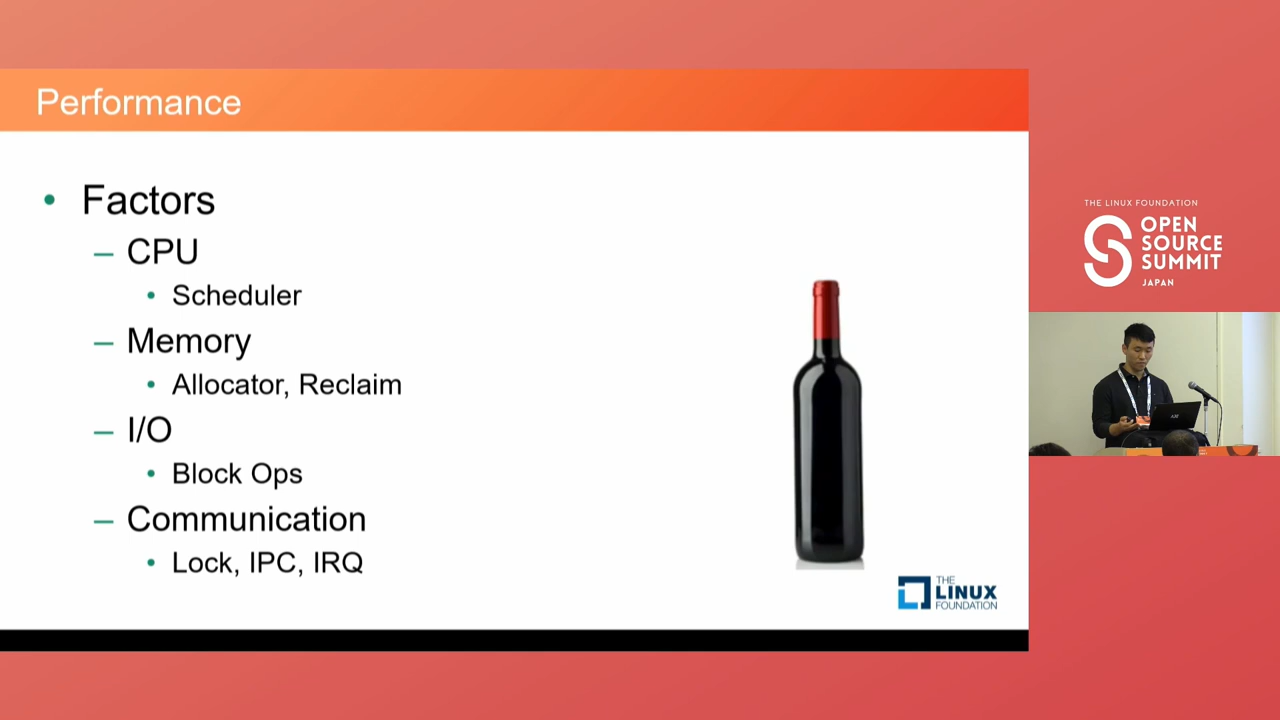 Performance
• Factors
– CPU
• Scheduler
– Memory
• Allocator, Reclaim
– I/O
• Block Ops
– Communication
• Lock, IPC, IRQ
THE
LINUX
FOUNDATION
THE LINUX FOUNDATION
OPEN
SOURCE
SUMMIT
JAPAN